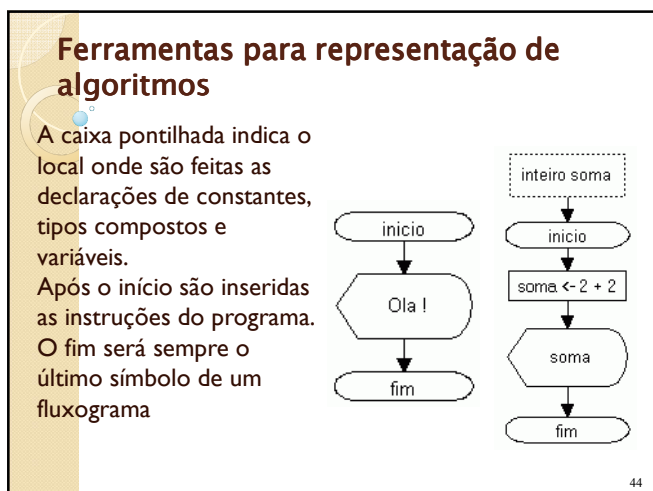 Ferramentas para representação de
algoritmos
A caixa pontilhada indica o
local onde são feitas as
declarações de constantes,
tipos compostos e
variáveis.
Após o início são inseridas
as instruções do programa.
O fim será sempre o
último símbolo de um
fluxograma
inicio
Ola !
fim
inteiro soma
inicio
soma <- 2 + 2
soma
fim
44